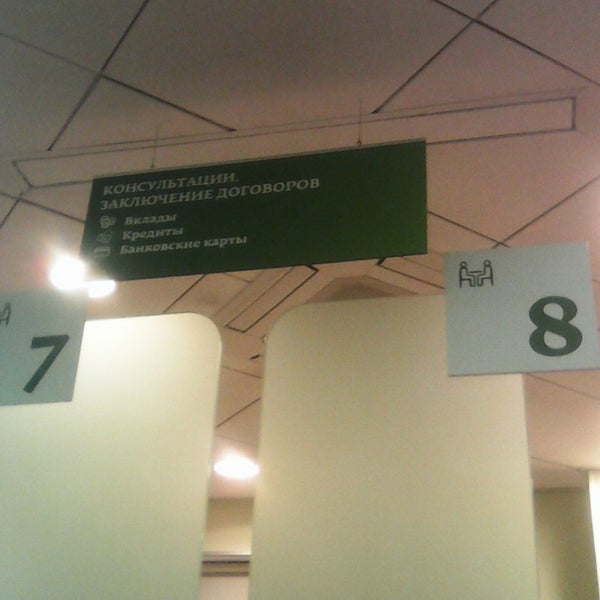 КОНСУЛЬТАЦИИ.
ЗАКЛЮЧЕНИЕ ДОГОВОРОВ
Вклады
Кредиты
Банковские карты
7
8